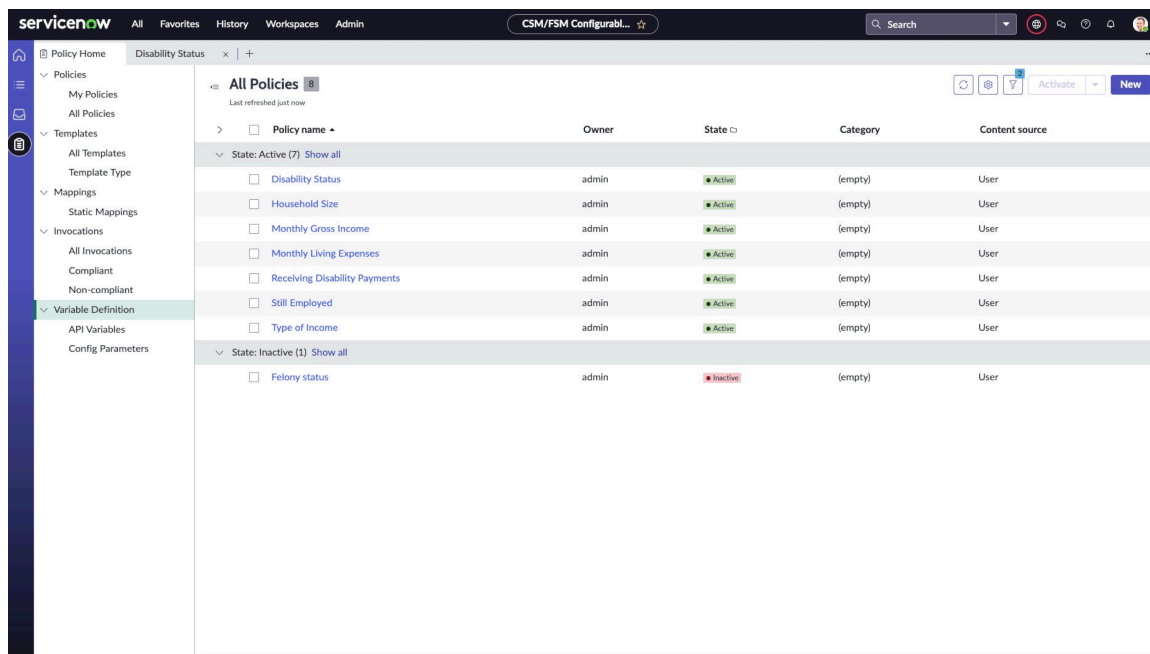 servicenow All Favorites History Workspaces Admin CSM/FSM Configurabl... Search
Policy Home Disability Status × +
Policies
My Policies
All Policies
Templates
All Templates
Template Type
Mappings
Static Mappings
Invocations
All Invocations
Compliant
Non-compliant
Variable Definition
API Variables
Config Parameters
All Policies 8
Last refreshed just now
2
Activate New
Policy name Owner State Category Content source
State: Active (7) Show all
Disability Status admin Active (empty) User
Household Size admin Active (empty) User
Monthly Gross Income admin Active (empty) User
Monthly Living Expenses admin Active (empty) User
Receiving Disability Payments admin Active (empty) User
Still Employed admin Active (empty) User
Type of Income admin Active (empty) User
State: Inactive (1) Show all
Felony status admin Inactive (empty) User